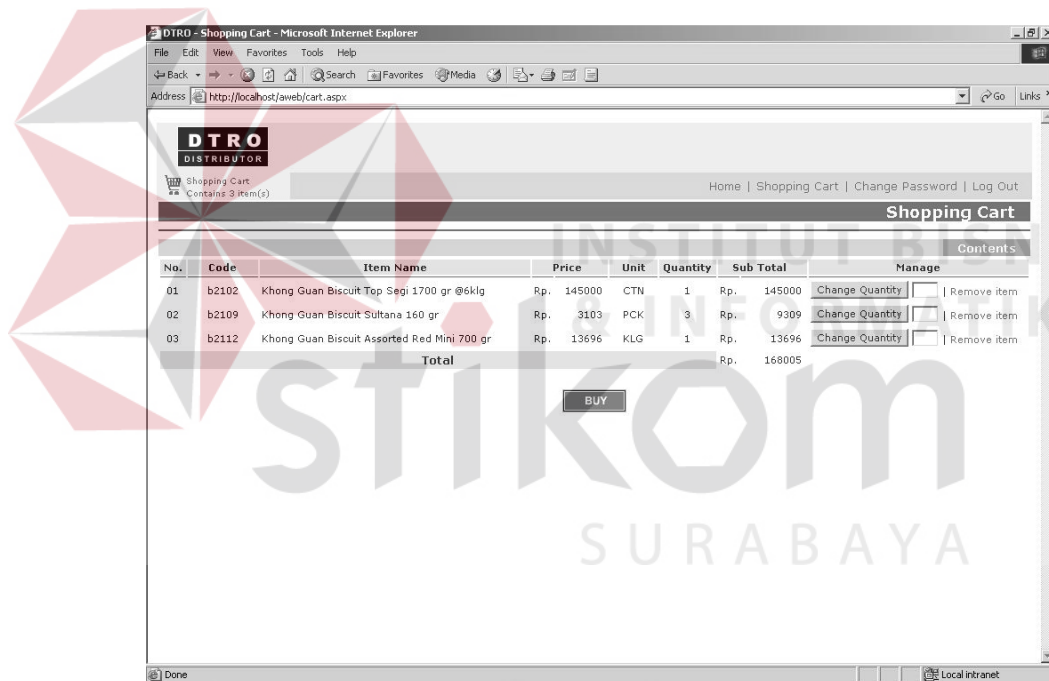 DTRO - Shopping Cart - Microsoft Internet Explorer
File Edit View Favorites Tools Help
Back Search Favorites Media
Address http://localhost/aweb/cart.aspx Go Links
DTRO
DISTRIBUTOR
Shopping Cart
Contains 3 item(s)
Home | Shopping Cart | Change Password | Log Out
Shopping Cart
INSTITUT BISN
Contents
No. Code Item Name Price Unit Quantity Sub Total Manage
01 b2102 Khong Guan Biscuit Top Segi 1700 gr @6klg Rp. 145000 CTN 1 Rp. 145000 Change Quantity | Remove item
02 b2109 Khong Guan Biscuit Sultana 160 gr Rp. 3103 PCK 3 Rp. 9309 Change Quantity | Remove item
& INFORMATIK
03 b2112 Khong Guan Biscuit Assorted Red Mini 700 gr Rp. 13696 KLG 1 Rp. 13696 Change Quantity | Remove item
Total Rp. 168005
BUY
stikom
SURABAYA
Done Local intranet